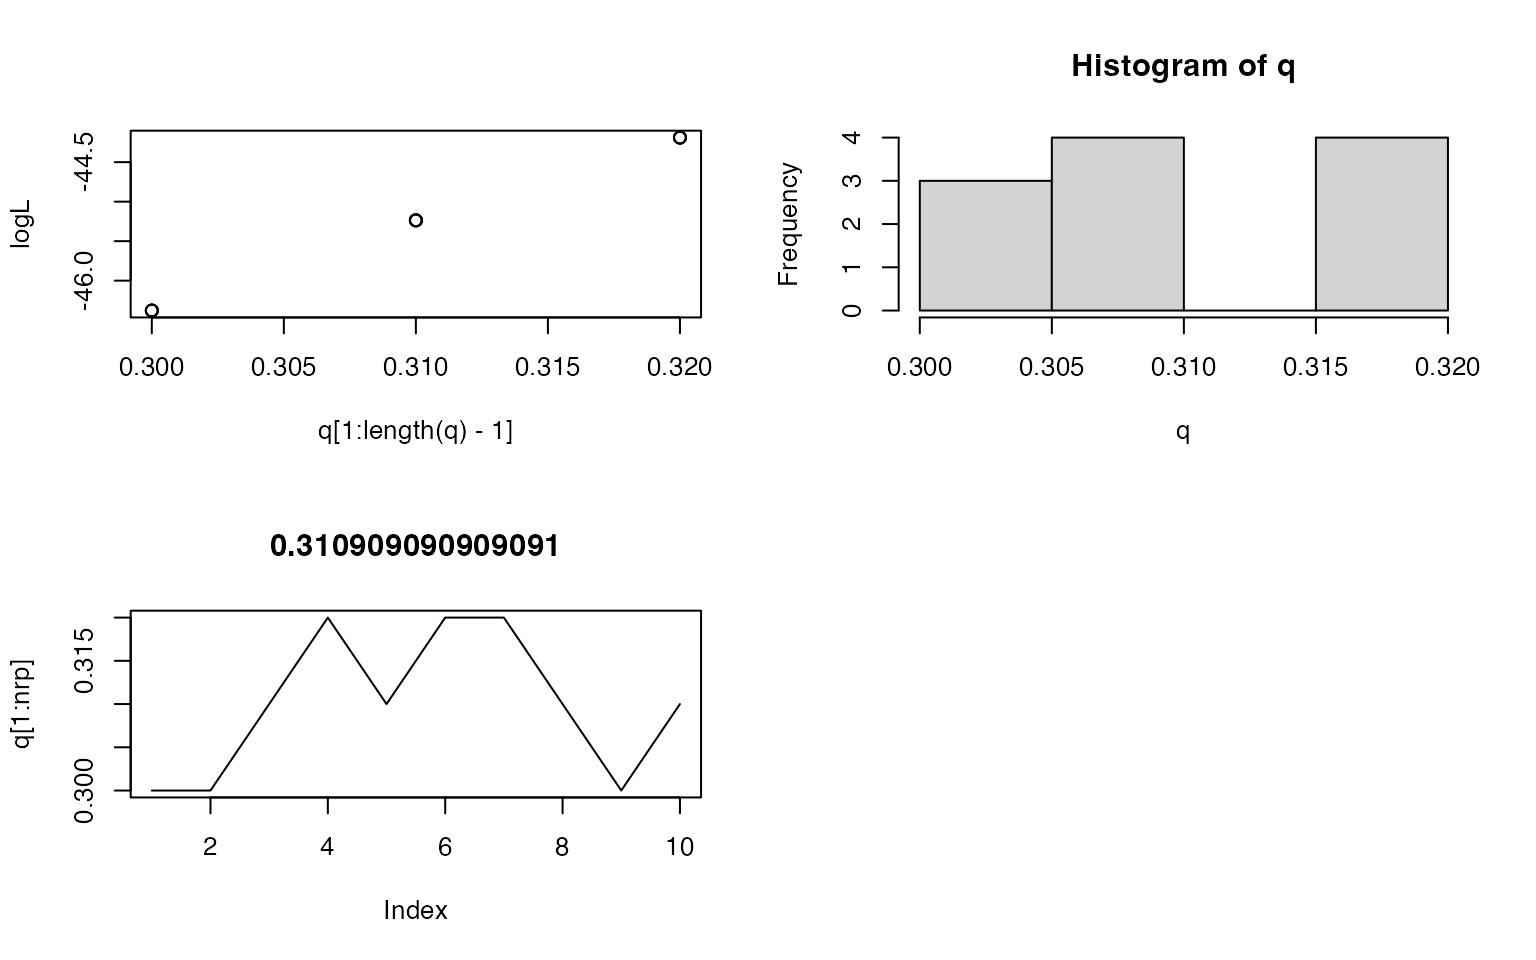 logL
-44.5
-46.0
0.300 0.305 0.310 0.315 0.320
q[1:length(q) - 1]
Histogram of q
Frequency
4
3
2
1
0
0.300 0.305 0.310 0.315 0.320
q
0.310909090909091
q[1:nrp]
0.315
0.300
2 4 6 8 10
Index